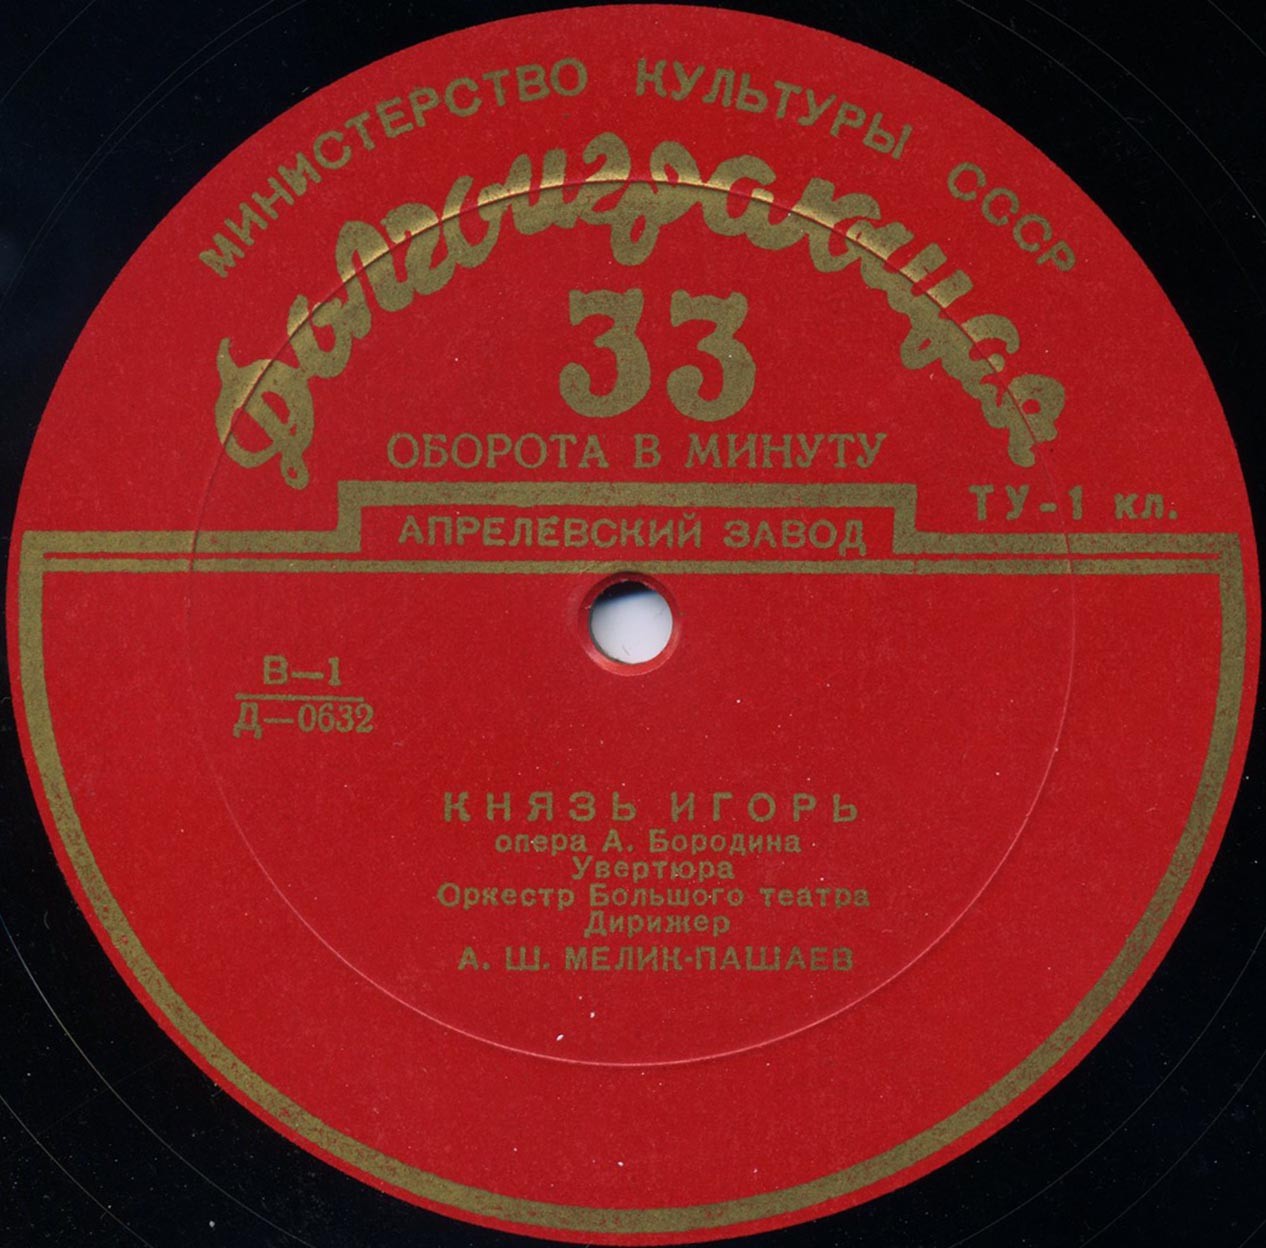 МИНИСТЕРСТВО КУЛЬТУРЫ СССР
Долгоиграющая
33
ОБОРОТА В МИНУТУ
ТУ-1 кл.
АПРЕЛЕВСКИЙ ЗАВОД
В—1
Д—0632
КНЯЗЬ ИГОРЬ
опера А. Бородина
Увертюра
Оркестр Большого театра
Дирижер
А. Ш. МЕЛИК-ПАШАЕВ